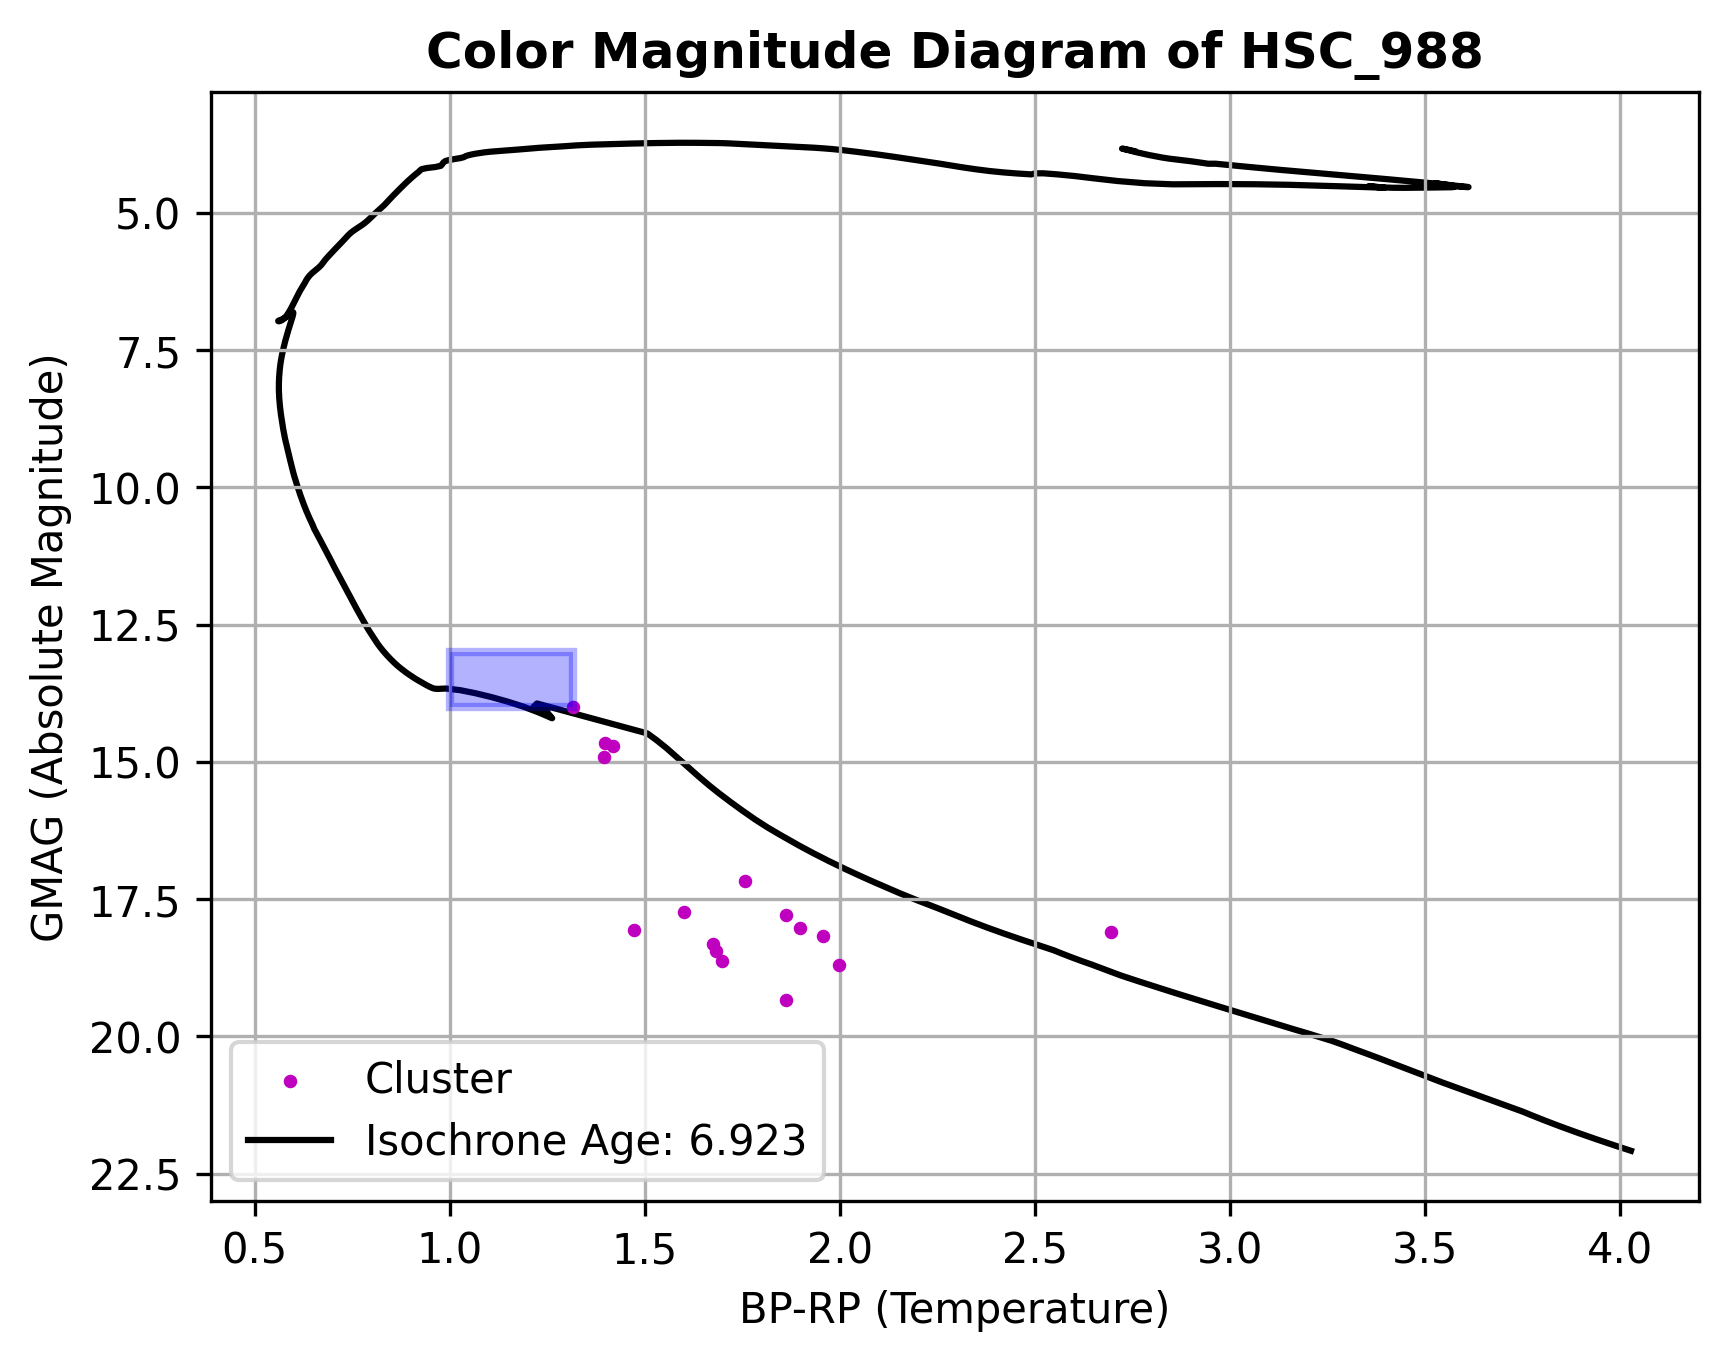 Color Magnitude Diagram of HSC_988
GMAG (Absolute Magnitude)
5.0
7.5
10.0
12.5
15.0
17.5
20.0
22.5
Cluster
Isochrone Age: 6.923
0.5 1.0 1.5 2.0 2.5 3.0 3.5 4.0
BP-RP (Temperature)